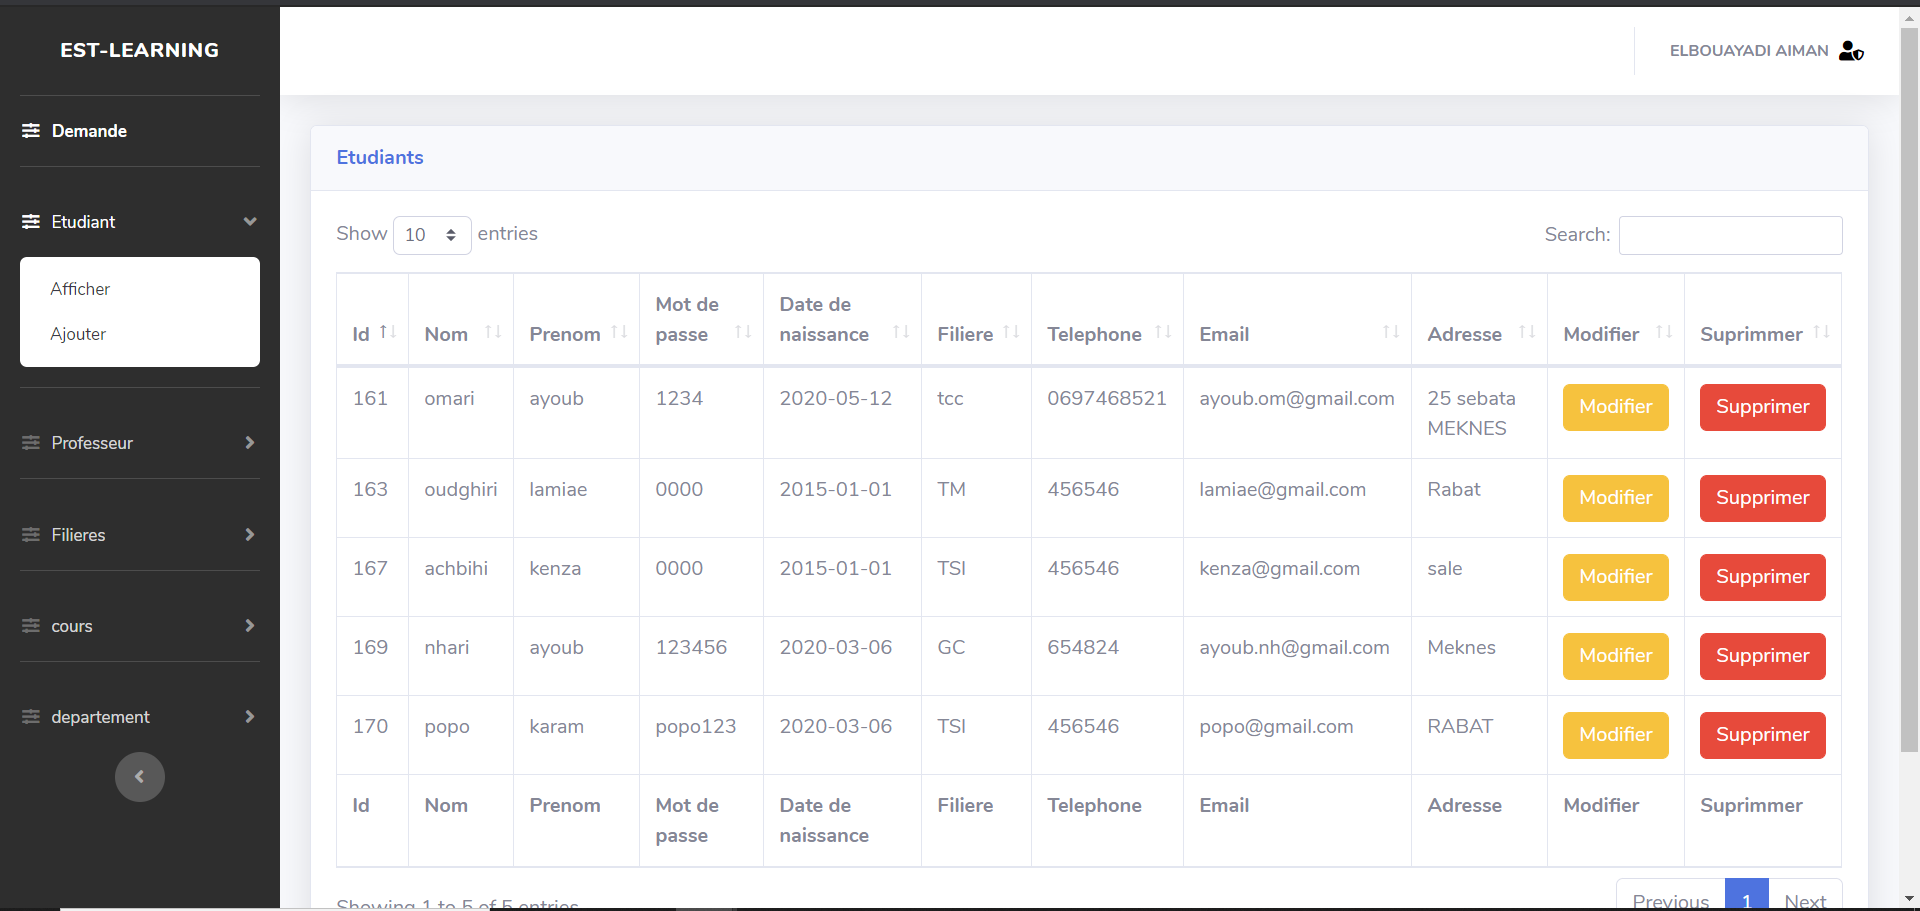 EST-LEARNING
ELBOUAYADI AIMAN
Demande
Etudiant
Afficher
Ajouter
Professeur
Filieres
cours
departement
Etudiants
Show 10 entries
Search:
Id Nom Prenom Mot de passe Date de naissance Filiere Telephone Email Adresse Modifier Suprimmer
161 omari ayoub 1234 2020-05-12 tcc 0697468521 ayoub.om@gmail.com 25 sebata MEKNES Modifier Supprimer
163 oudghiri lamiae 0000 2015-01-01 TM 456546 lamiae@gmail.com Rabat Modifier Supprimer
167 achbihi kenza 0000 2015-01-01 TSI 456546 kenza@gmail.com sale Modifier Supprimer
169 nhari ayoub 123456 2020-03-06 GC 654824 ayoub.nh@gmail.com Meknes Modifier Supprimer
170 popo karam popo123 2020-03-06 TSI 456546 popo@gmail.com RABAT Modifier Supprimer
Id Nom Prenom Mot de passe Date de naissance Filiere Telephone Email Adresse Modifier Suprimmer
Showing 1 to 5 of 5 entries
Previous 1 Next